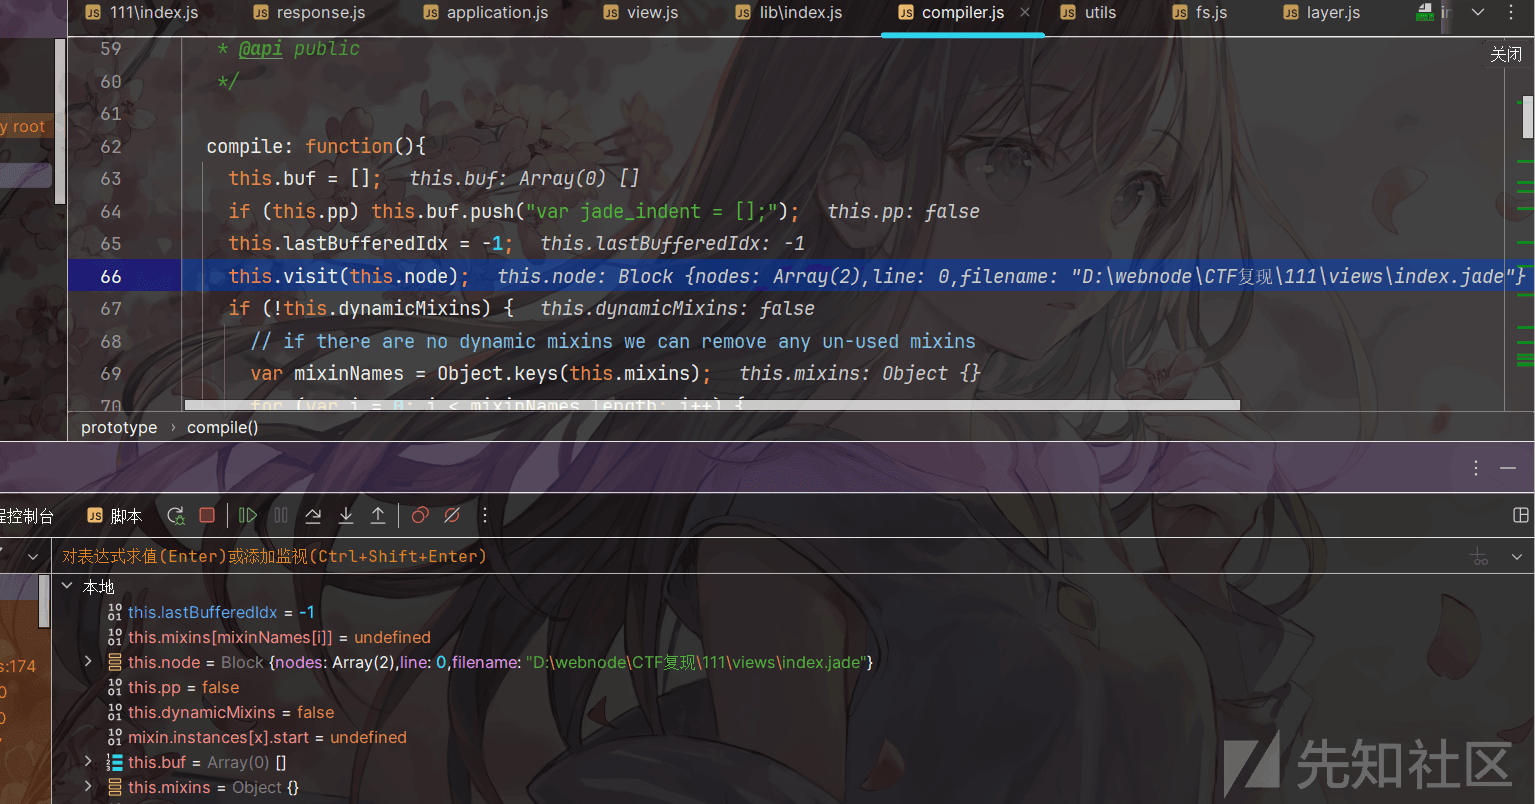 111\index.js response.js application.js view.js lib\index.js compiler.js utils fs.js layer.js
关闭
59 * @api public
60 */
61
y root
62 compile: function(){
63 this.buf = []; this.buf: Array(0) []
64 if (this.pp) this.buf.push("var jade_indent = [];"); this.pp: false
65 this.lastBufferedIdx = -1; this.lastBufferedIdx: -1
66 this.visit(this.node); this.node: Block {nodes: Array(2),line: 0,filename: "D:\webnode\CTF复现\111\views\index.jade"}
67 if (!this.dynamicMixins) { this.dynamicMixins: false
68 // if there are no dynamic mixins we can remove any un-used mixins
69 var mixinNames = Object.keys(this.mixins); this.mixins: Object {}
70 for (var i = 0; i < mixinNames.length; i++) {
prototype › compile()
程控制台 脚本
对表达式求值(Enter)或添加监视(Ctrl+Shift+Enter)
本地
this.lastBufferedIdx = -1
this.mixins[mixinNames[i]] = undefined
s:174
this.node = Block {nodes: Array(2),line: 0,filename: "D:\webnode\CTF复现\111\views\index.jade"}
this.pp = false
this.dynamicMixins = false
mixin.instances[x].start = undefined
this.buf = Array(0) []
this.mixins = Object {}
先知社区